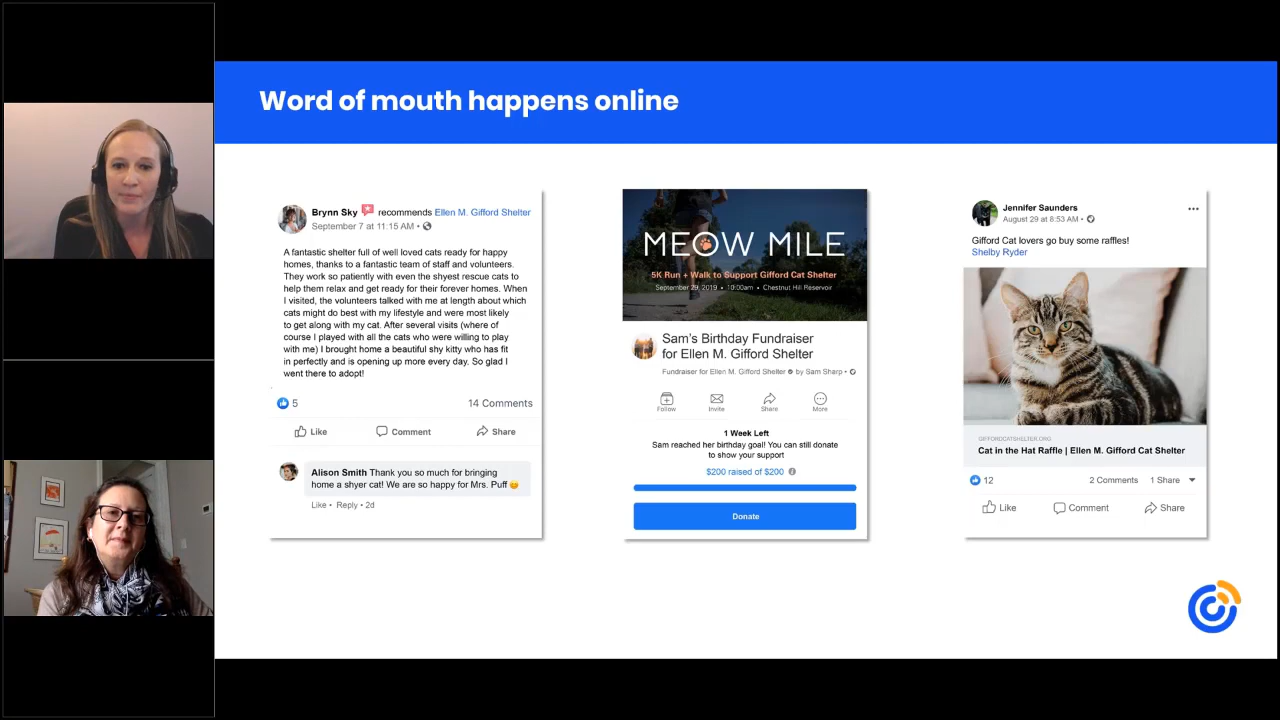 Word of mouth happens online
Brynn Sky recommends Ellen M. Gifford Shelter
September 7 at 11:15 AM •
A fantastic shelter full of well loved cats ready for happy
homes, thanks to a fantastic team of staff and volunteers.
They work so patiently with even the shyest rescue cats to
help them relax and get ready for their forever homes. When
I visited, the volunteers talked with me at length about which
cats might do best with my lifestyle and were most likely
to get along with my cat. After several visits (where of
course I played with all the cats who were willing to play
with me) I brought home a beautiful shy kitty who has fit
in perfectly and is opening up more every day. So glad I
went there to adopt!
5 14 Comments
Like Comment Share
Alison Smith Thank you so much for bringing
home a shyer cat! We are so happy for Mrs. Puff 😊
Like • Reply • 2d
MEOW MILE
5K Run + Walk to Support Gifford Cat Shelter
September 29, 2019 • 10:00am • Chestnut Hill Reservoir
Sam's Birthday Fundraiser
for Ellen M. Gifford Shelter
Fundraiser for Ellen M. Gifford Shelter by Sam Sharp •
Follow Invite Share More
1 Week Left
Sam reached her birthday goal! You can still donate
to show your support
$200 raised of $200
Donate
Jennifer Saunders
August 29 at 8:53 AM •
Gifford Cat lovers go buy some raffles!
Shelby Ryder
GIFFORDCATSHELTER.ORG
Cat in the Hat Raffle | Ellen M. Gifford Cat Shelter
12 2 Comments 1 Share
Like Comment Share